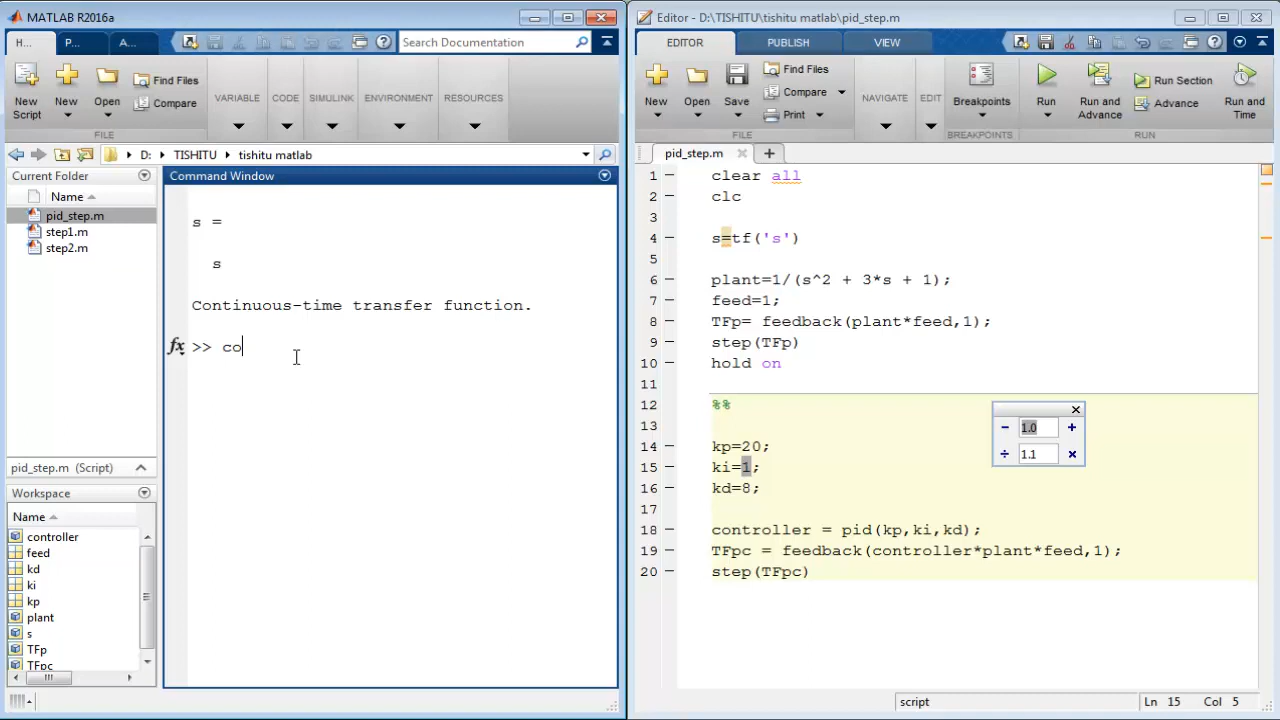 MATLAB R2016a
H... P... A... Search Documentation
New Script New Open Find Files Compare VARIABLE CODE SIMULINK ENVIRONMENT RESOURCES
FILE
D: TISHITU tishitu matlab
Current Folder
Name
pid_step.m
step1.m
step2.m
pid_step.m (Script)
Workspace
Name
controller
feed
kd
ki
kp
plant
s
TFp
TFpc
Command Window
s =
s
Continuous-time transfer function.
fx >> co
Editor - D:\TISHITU\tishitu matlab\pid_step.m
EDITOR PUBLISH VIEW
New Open Save Find Files Compare Print NAVIGATE EDIT Breakpoints Run Run and Advance Run Section Advance Run and Time
FILE BREAKPOINTS RUN
pid_step.m
1 clear all
2 clc
3
4 s=tf('s')
5
6 plant=1/(s^2 + 3*s + 1);
7 feed=1;
8 TFp= feedback(plant*feed,1);
9 step(TFp)
10 hold on
11
12 %%
13
14 kp=20;
15 ki=1;
16 kd=8;
17
18 controller = pid(kp,ki,kd);
19 TFpc = feedback(controller*plant*feed,1);
20 step(TFpc)
1.0
1.1
script Ln 15 Col 5